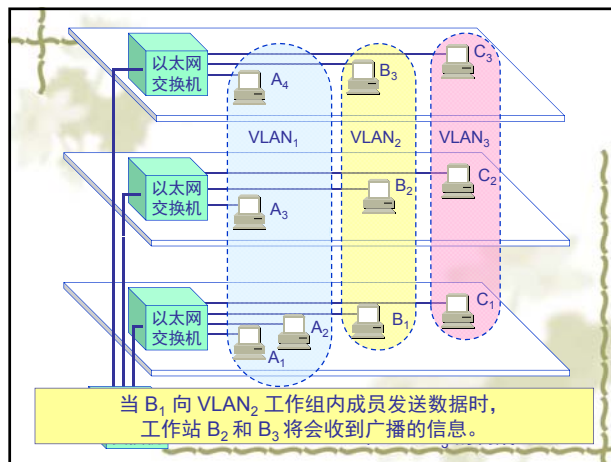 以太网
交换机
A4
B3
C3
VLAN1
VLAN2
VLAN3
以太网
交换机
A3
B2
C2
以太网
交换机
A1
A2
B1
C1
当 B1 向 VLAN2 工作组内成员发送数据时，
工作站 B2 和 B3 将会收到广播的信息。